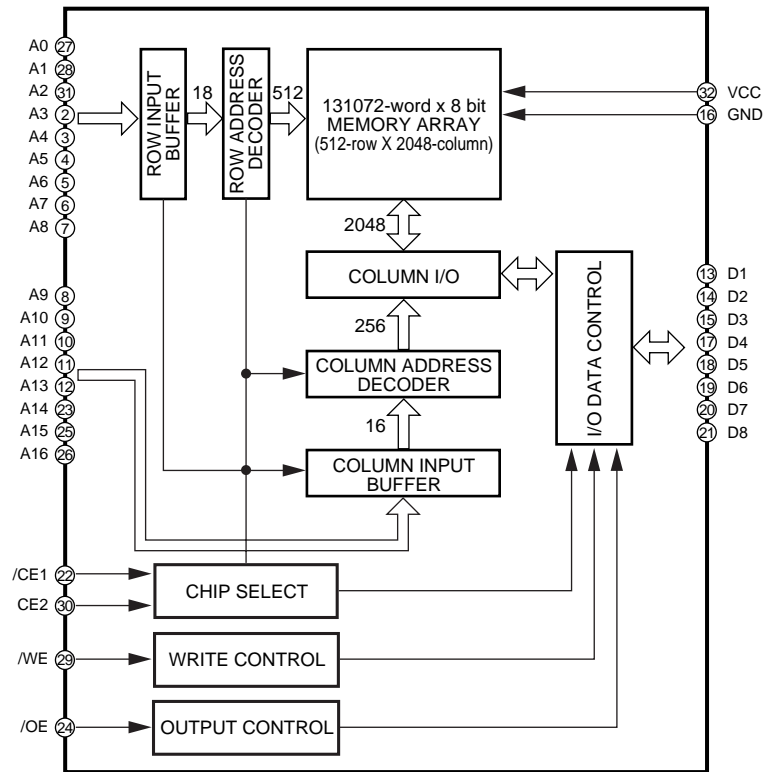 A0 27
A1 28
A2 31
A3 2
A4 3
A5 4
A6 5
A7 6
A8 7
A9 8
A10 9
A11 10
A12 11
A13 12
A14 23
A15 25
A16 26
/CE1 22
CE2 30
/WE 29
/OE 24
ROW INPUT
BUFFER
18
ROW ADDRESS
DECODER
512
131072-word x 8 bit
MEMORY ARRAY
(512-row X 2048-column)
2048
COLUMN I/O
256
COLUMN ADDRESS
DECODER
16
COLUMN INPUT
BUFFER
CHIP SELECT
WRITE CONTROL
OUTPUT CONTROL
I/O DATA CONTROL
32 VCC
16 GND
13 D1
14 D2
15 D3
17 D4
18 D5
19 D6
20 D7
21 D8